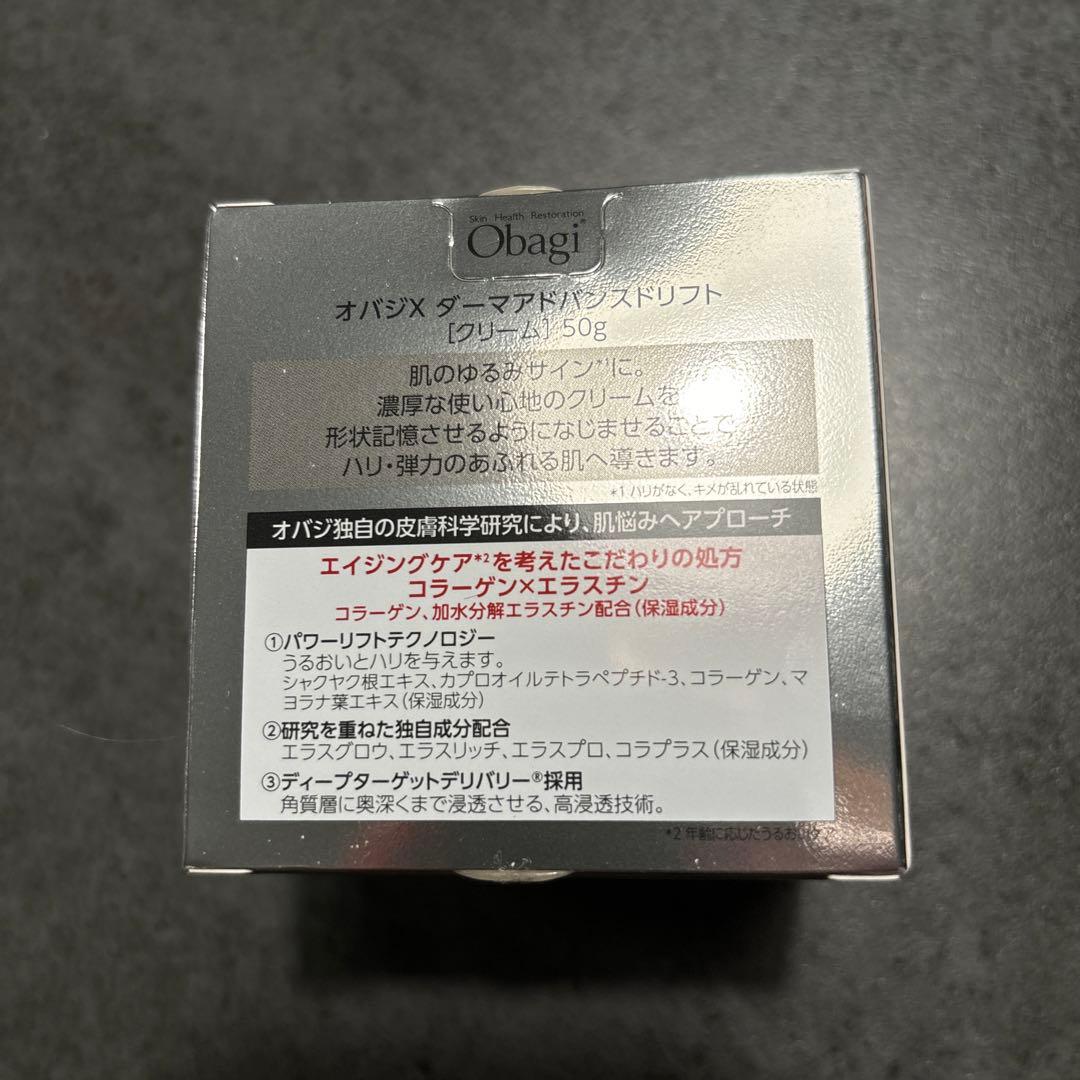 Skin Health Restoration
Obagi®
オバジX ダーマアドバンスドリフト
[クリーム] 50g
肌のゆるみサイン*1に。
濃厚な使い心地のクリームを
形状記憶させるようになじませることで
ハリ・弾力のあふれる肌へ導きます。
*1 ハリがなく、キメが乱れている状態
オバジ独自の皮膚科学研究により、肌悩みへアプローチ
エイジングケア*2を考えたこだわりの処方
コラーゲン×エラスチン
コラーゲン、加水分解エラスチン配合(保湿成分)
①パワーリフトテクノロジー
うるおいとハリを与えます。
シャクヤク根エキス、カプロオイルテトラペプチド-3、コラーゲン、マ
ヨラナ葉エキス(保湿成分)
②研究を重ねた独自成分配合
エラスグロウ、エラスリッチ、エラスプロ、コラプラス(保湿成分)
③ディープターゲットデリバリー®採用
角質層に奥深くまで浸透させる、高浸透技術。
*2 年齢に応じたうるおいケア